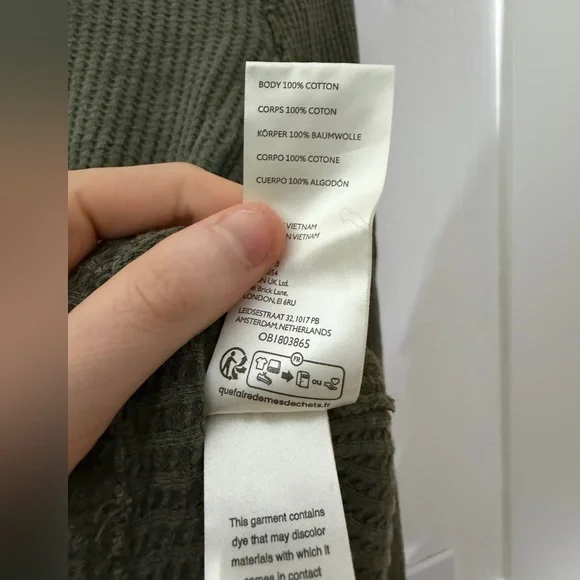 BODY 100% COTTON
CORPS 100% COTON
KÖRPER 100% BAUMWOLLE
CORPO 100% COTONE
CUERPO 100% ALGODÓN
VIETNAM
VIETNAM
UK Ltd.
Brick Lane,
LONDON, E1 6RU
LEIDSESTRAAT 32, 1017 PB
AMSTERDAM, NETHERLANDS
OB1803865
FR
OU
quefairedemesdechets.fr
This garment contains
dye that may discolor
materials with which it
comes in contact